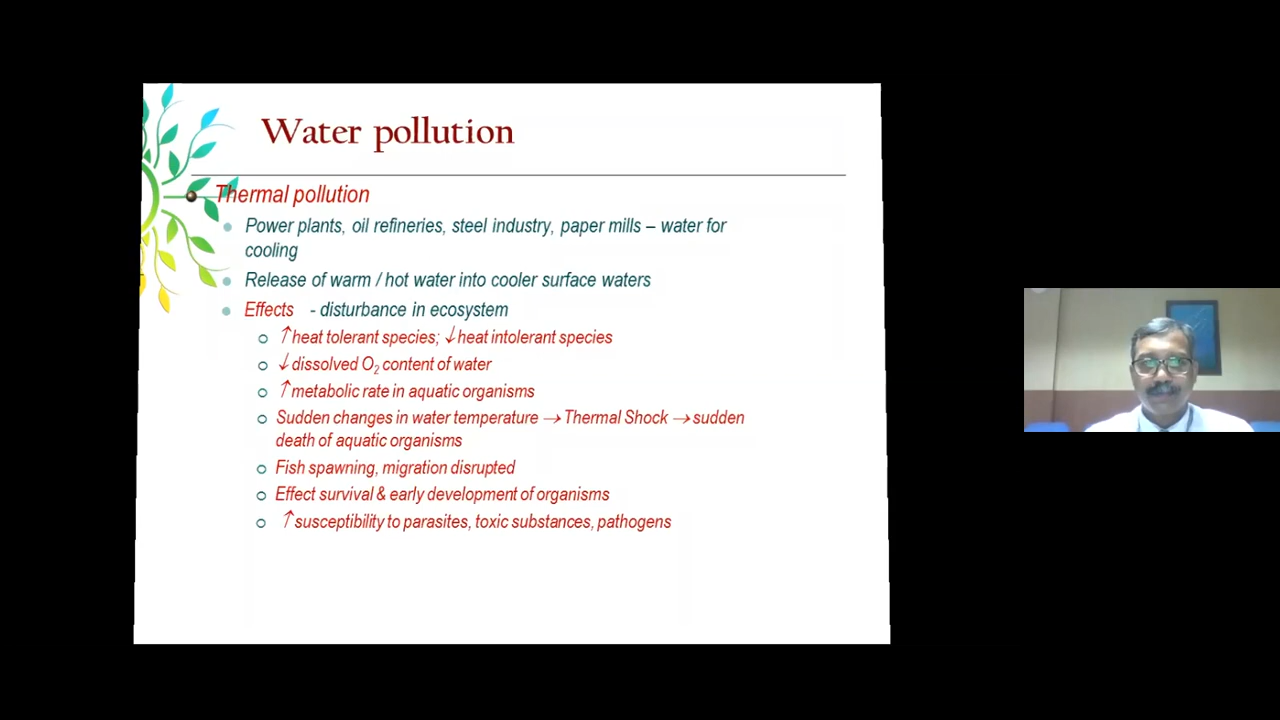 Water pollution
Thermal pollution
Power plants, oil refineries, steel industry, paper mills – water for
cooling
Release of warm / hot water into cooler surface waters
Effects - disturbance in ecosystem
↑heat tolerant species; ↓heat intolerant species
↓ dissolved O₂ content of water
↑metabolic rate in aquatic organisms
Sudden changes in water temperature → Thermal Shock → sudden
death of aquatic organisms
Fish spawning, migration disrupted
Effect survival & early development of organisms
↑susceptibility to parasites, toxic substances, pathogens